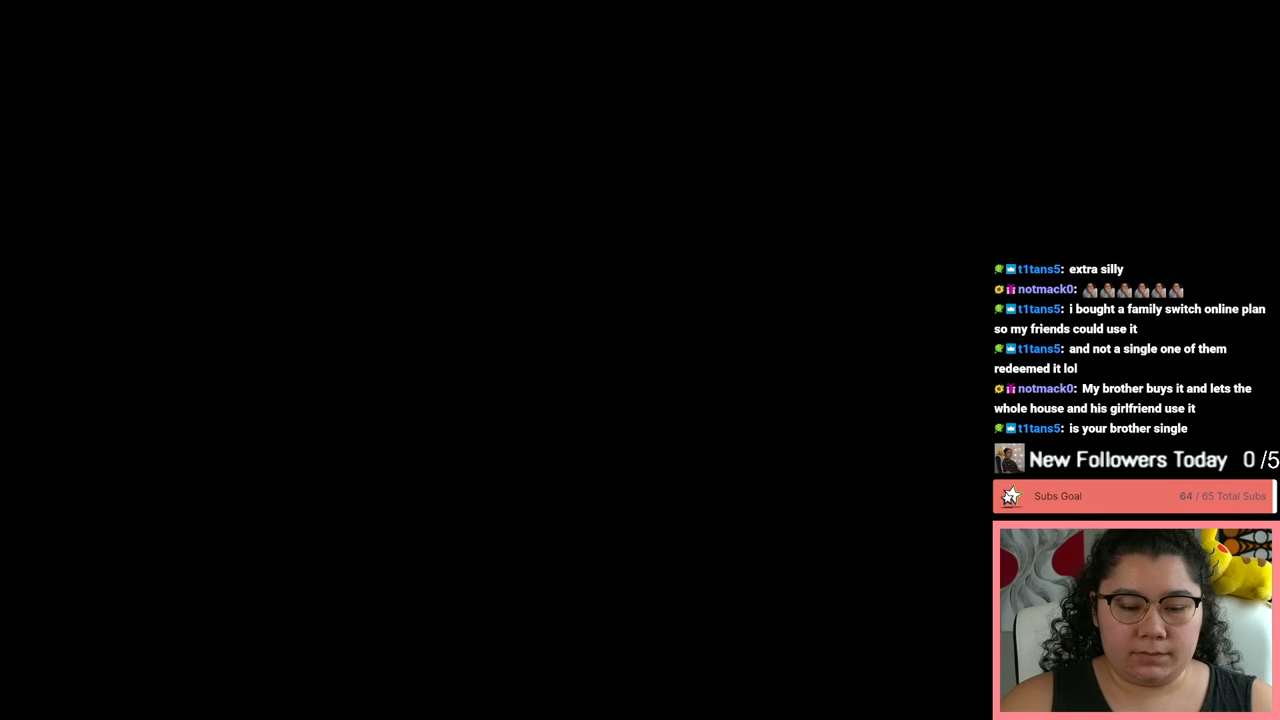 t1tans5: extra silly
notmack0:
t1tans5: i bought a family switch online plan
so my friends could use it
t1tans5: and not a single one of them
redeemed it lol
notmack0: My brother buys it and lets the
whole house and his girlfriend use it
t1tans5: is your brother single
New Followers Today 0 /5
Subs Goal 64 / 65 Total Subs